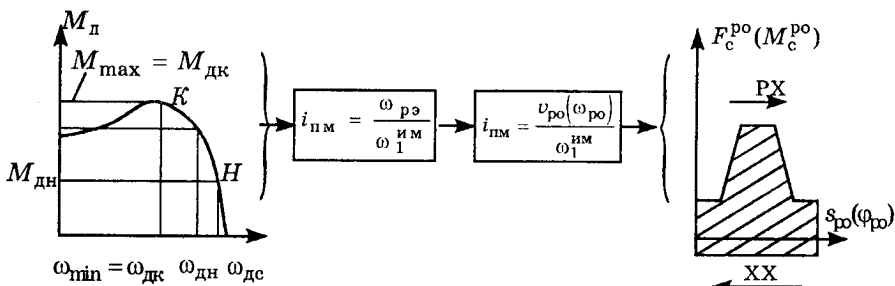 M_д
M_max = M_дк
K
M_дн
H
ω_min = ω_дк ω_дн ω_дс
i_пм = ω_рэ / ω_1^им
i_пм = υ_ро(ω_ро) / ω_1^им
F_с^ро(M_с^ро)
РХ
s_ро(φ_ро)
ХХ